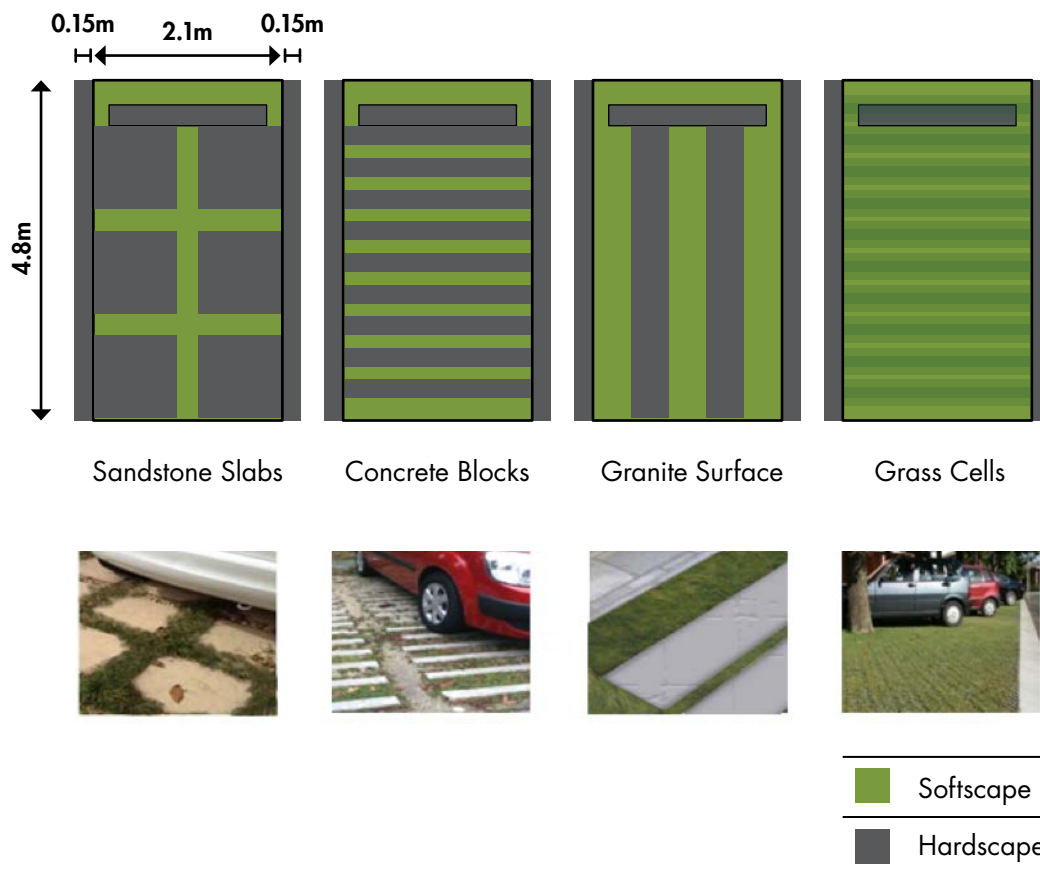 0.15m 2.1m 0.15m
4.8m
Sandstone Slabs Concrete Blocks Granite Surface Grass Cells
Softscape
Hardscape